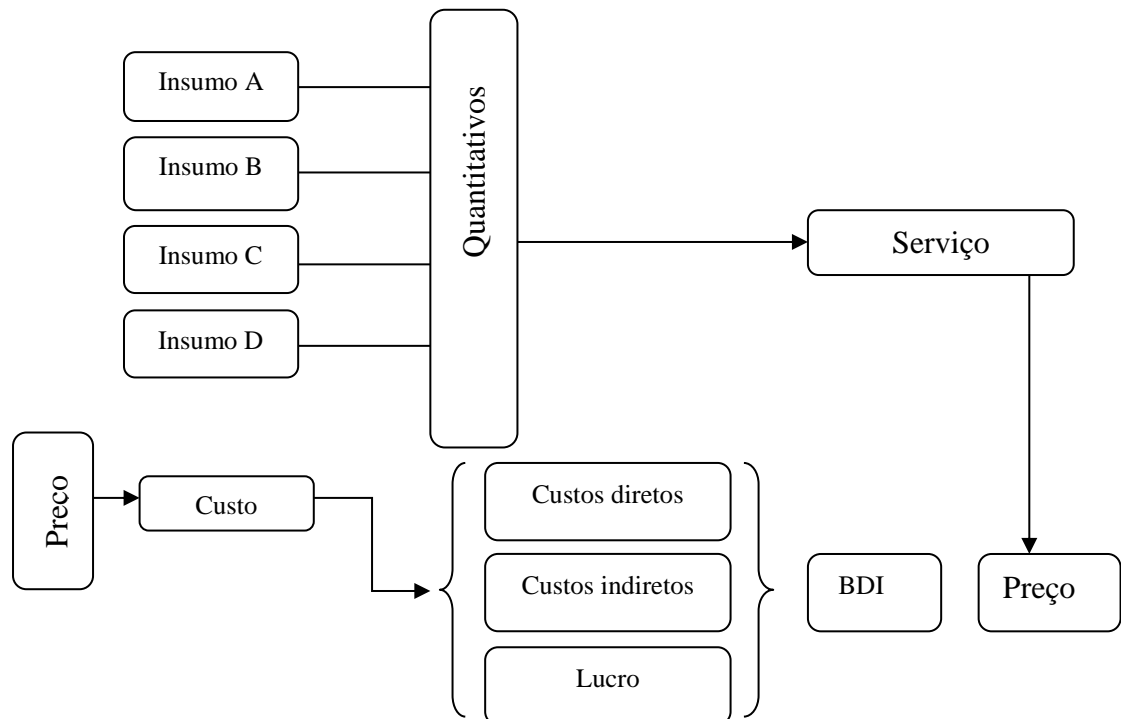 Insumo A
Insumo B
Insumo C
Insumo D
Quantitativos
Serviço
Preço
Custo
Custos diretos
Custos indiretos
Lucro
BDI
Preço